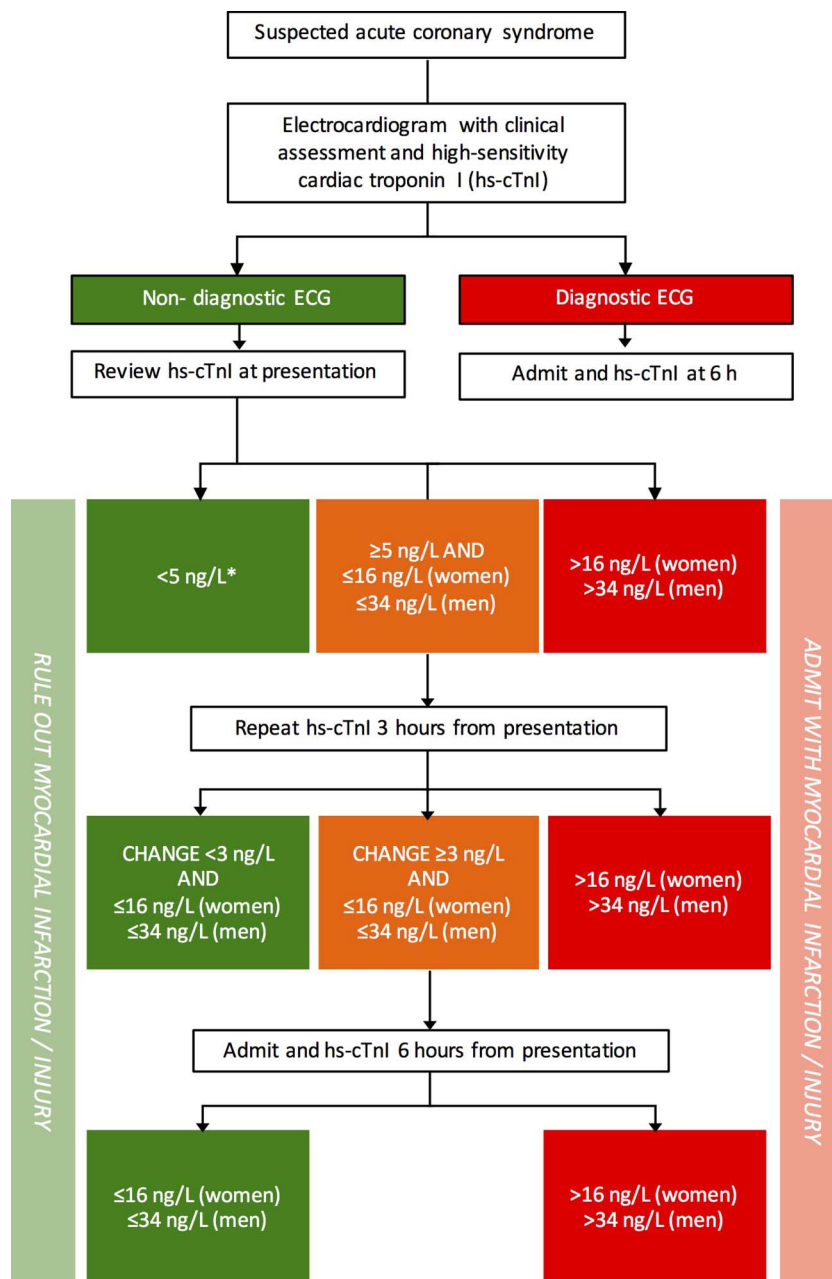 Suspected acute coronary syndrome
Electrocardiogram with clinical
assessment and high-sensitivity
cardiac troponin I (hs-cTnI)
Non- diagnostic ECG
Diagnostic ECG
Review hs-cTnI at presentation
Admit and hs-cTnI at 6 h
RULE OUT MYOCARDIAL INFARCTION / INJURY
<5 ng/L*
≥5 ng/L AND
≤16 ng/L (women)
≤34 ng/L (men)
>16 ng/L (women)
>34 ng/L (men)
ADMIT WITH MYOCARDIAL INFARCTION / INJURY
Repeat hs-cTnI 3 hours from presentation
CHANGE <3 ng/L
AND
≤16 ng/L (women)
≤34 ng/L (men)
CHANGE ≥3 ng/L
AND
≤16 ng/L (women)
≤34 ng/L (men)
>16 ng/L (women)
>34 ng/L (men)
Admit and hs-cTnI 6 hours from presentation
≤16 ng/L (women)
≤34 ng/L (men)
>16 ng/L (women)
>34 ng/L (men)